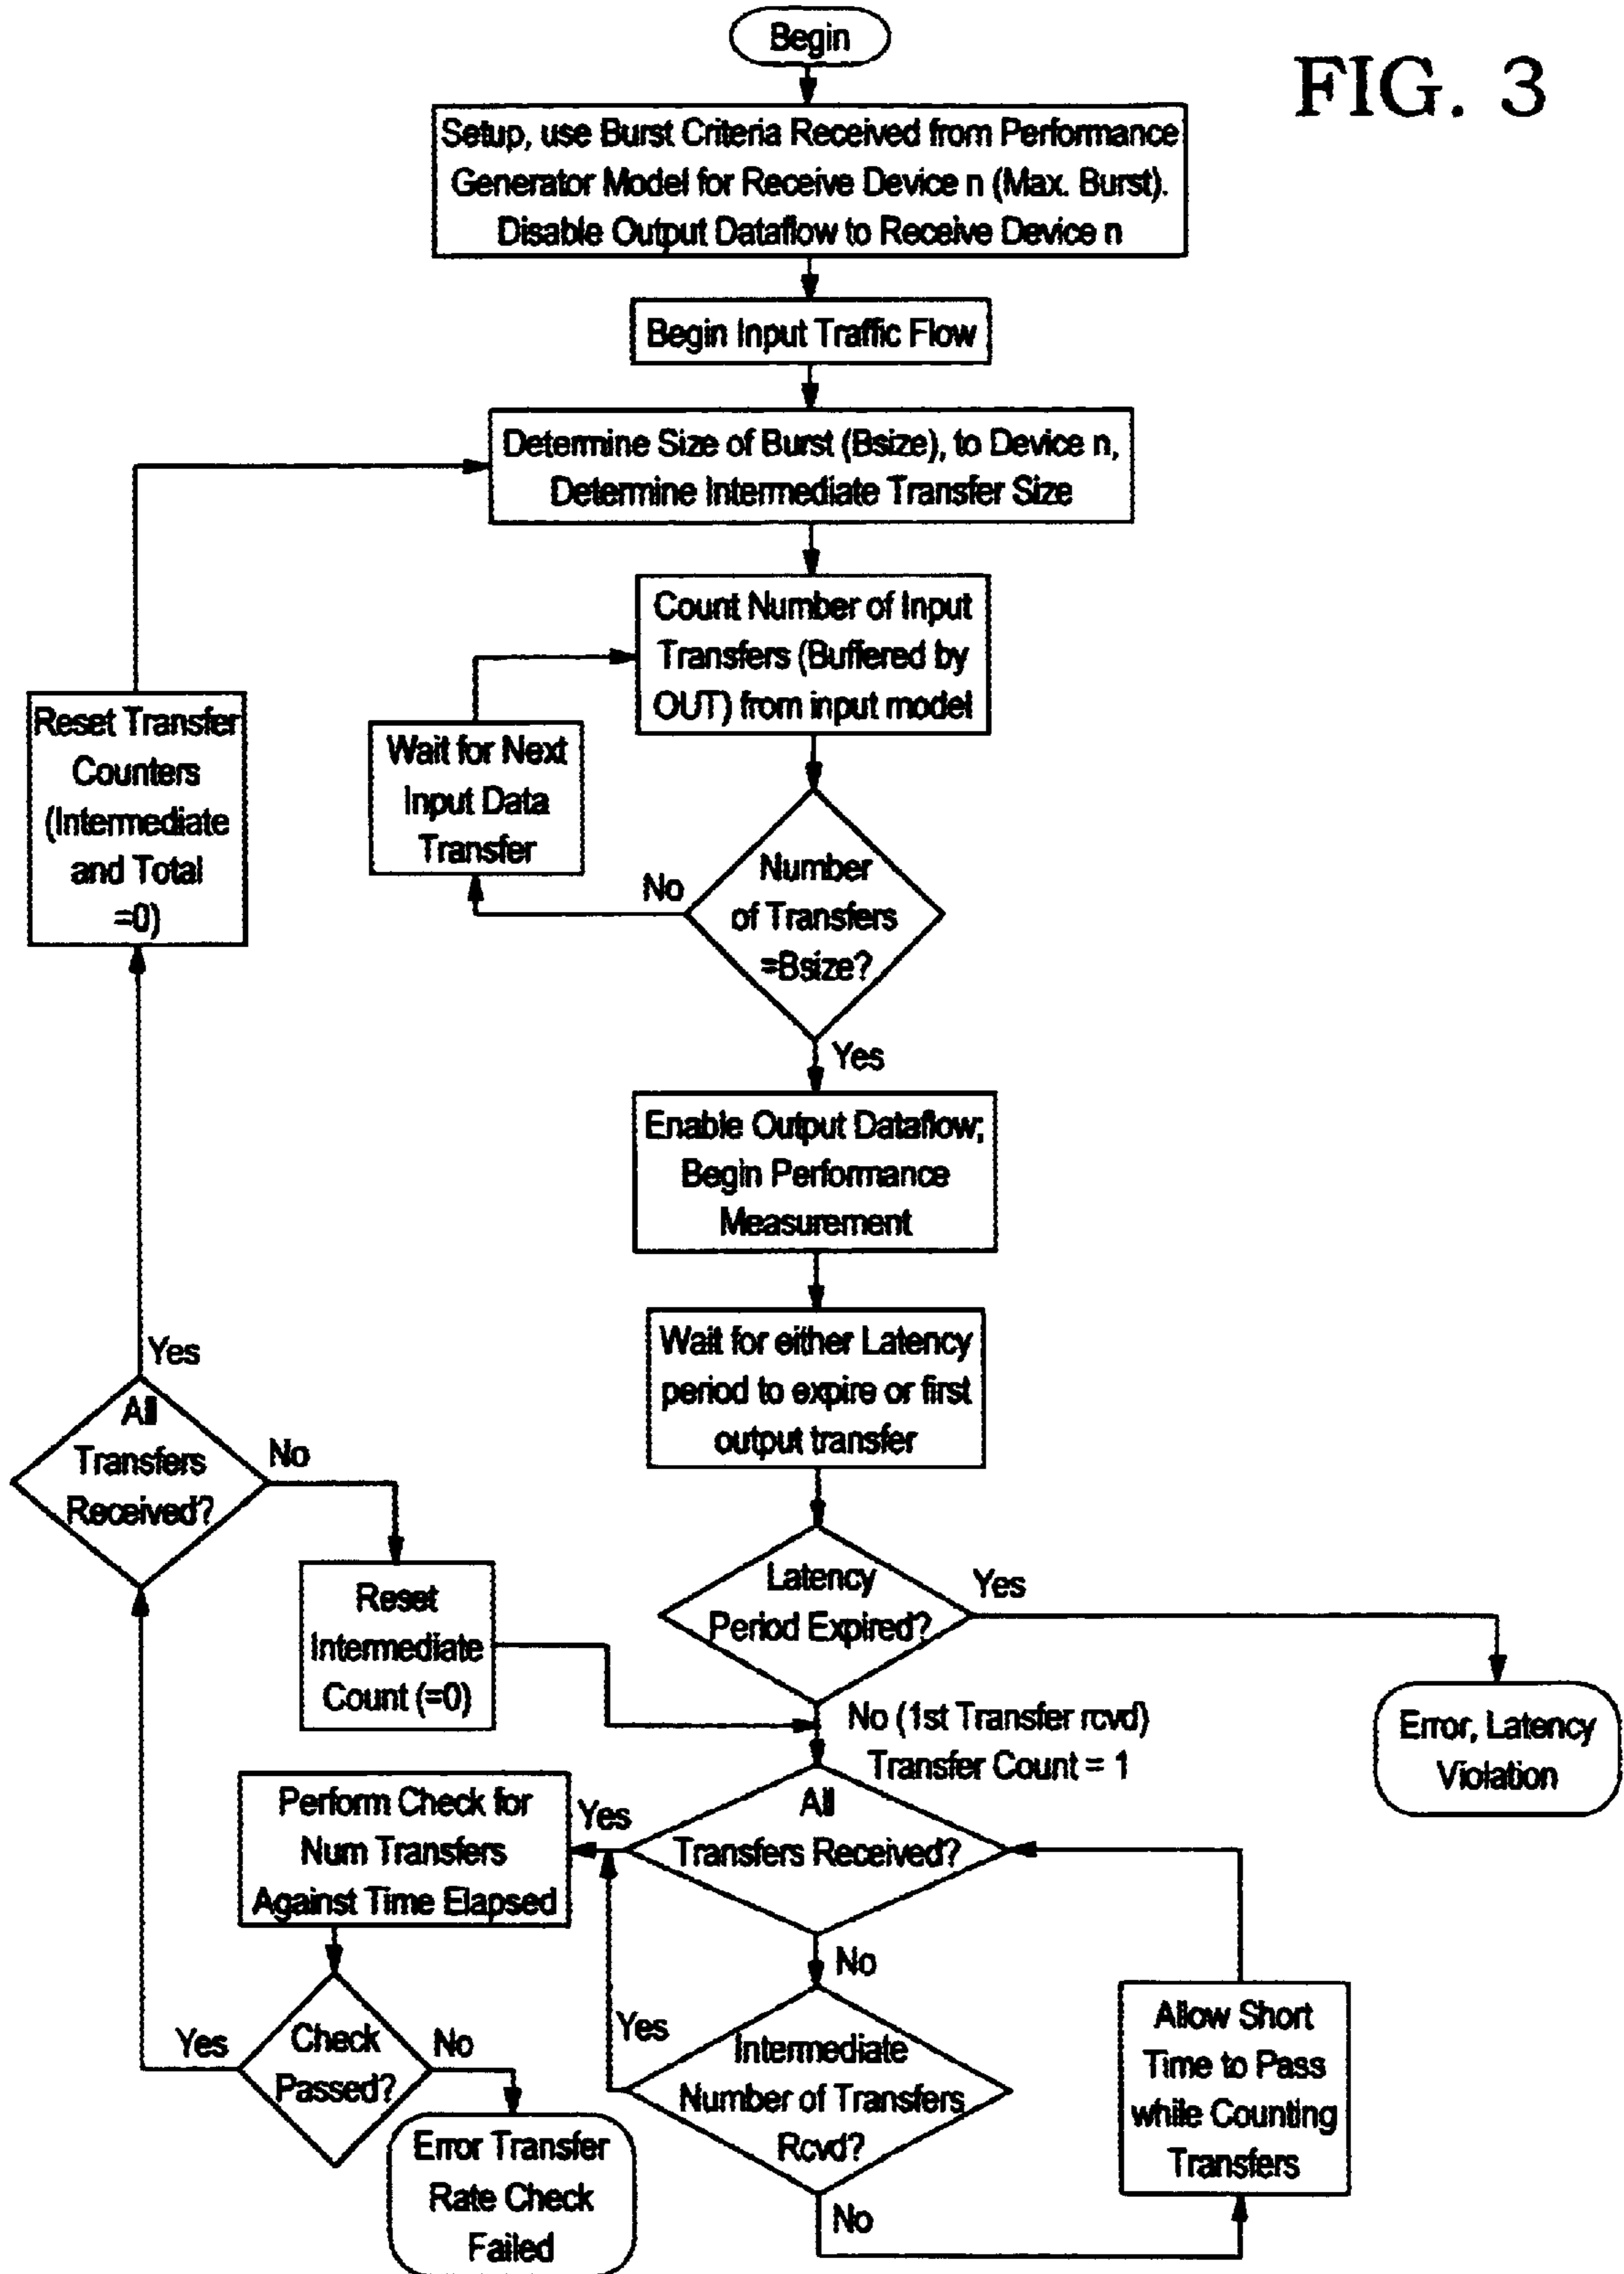 FIG. 3
Begin
Setup, use Burst Criteria Received from Performance
Generator Model for Receive Device n (Max. Burst).
Disable Output Dataflow to Receive Device n
Begin Input Traffic Flow
Determine Size of Burst (Bsize), to Device n,
Determine Intermediate Transfer Size
Count Number of Input
Transfers (Buffered by
OUT) from input model
Wait for Next
Input Data
Transfer
Reset Transfer
Counters
(Intermediate
and Total
=0)
No
Number
of Transfers
=Bsize?
Yes
Enable Output Dataflow;
Begin Performance
Measurement
Wait for either Latency
period to expire or first
output transfer
Yes
All
Transfers
Received?
No
Latency
Period Expired?
Yes
Reset
Intermediate
Count (=0)
No (1st Transfer rcvd)
Transfer Count = 1
Error, Latency
Violation
Perform Check for
Num Transfers
Against Time Elapsed
Yes
All
Transfers Received?
No
Yes
Check
Passed?
No
Yes
Intermediate
Number of Transfers
Rcvd?
No
Allow Short
Time to Pass
while Counting
Transfers
Error Transfer
Rate Check
Failed